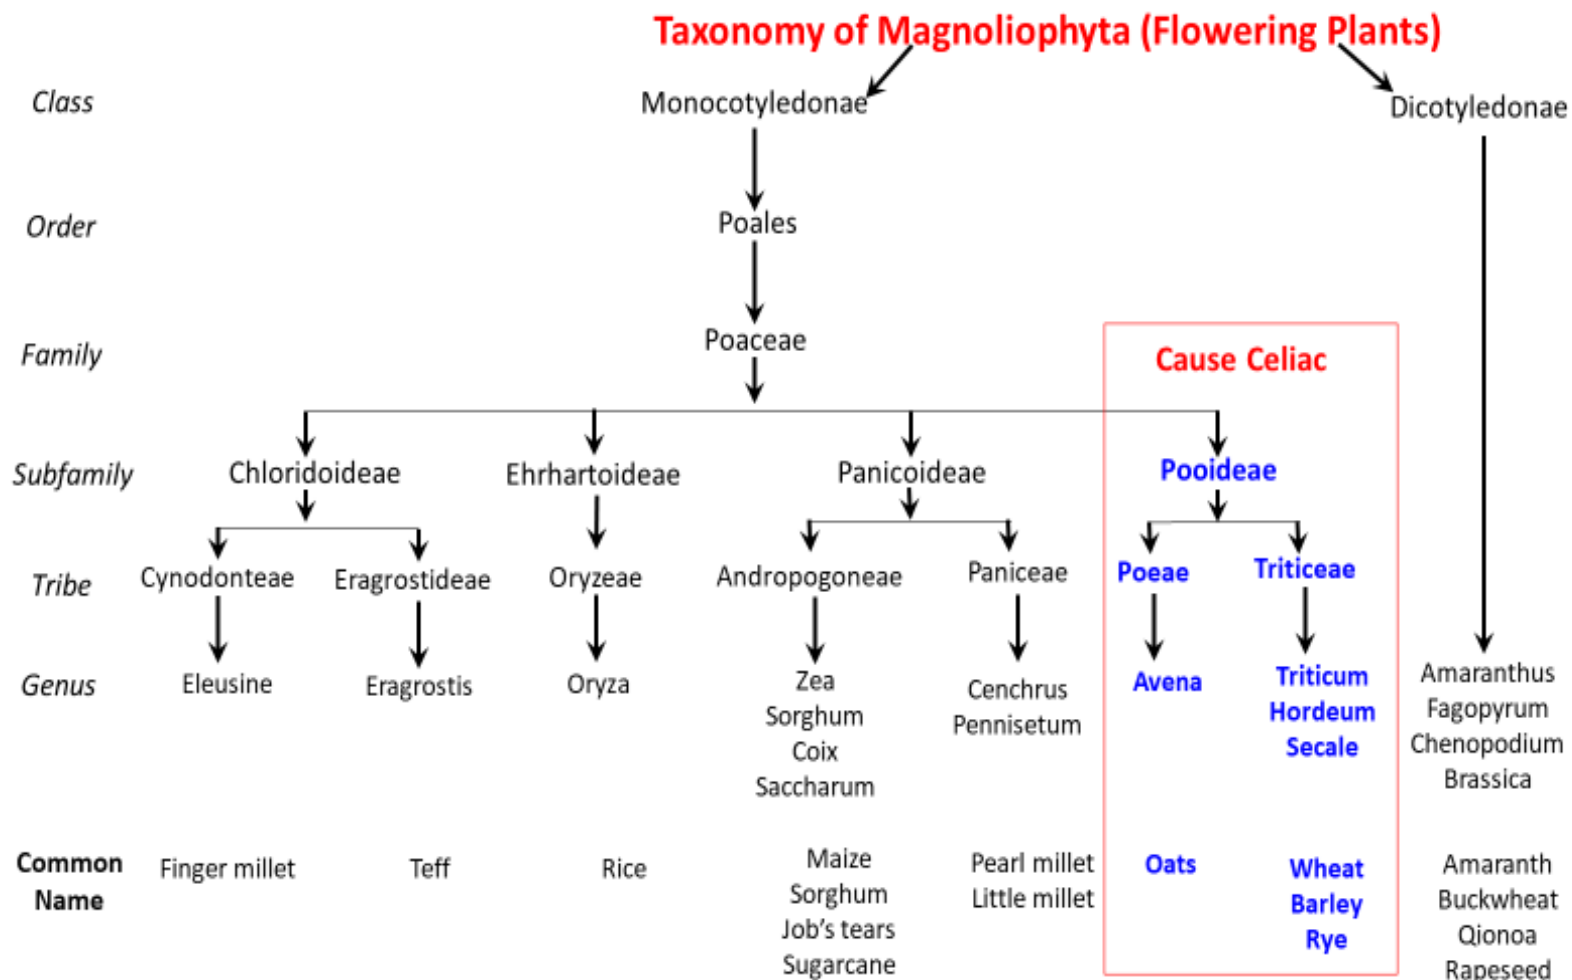 Taxonomy of Magnoliophyta (Flowering Plants)
Class
Monocotyledonae
Dicotyledonae
Order
Poales
Family
Poaceae
Cause Celiac
Subfamily
Chloridoideae
Ehrhartoideae
Panicoideae
Pooideae
Tribe
Cynodonteae
Eragrostideae
Oryzeae
Andropogoneae
Paniceae
Poeae
Triticeae
Genus
Eleusine
Eragrostis
Oryza
Zea
Sorghum
Coix
Saccharum
Cenchrus
Pennisetum
Avena
Triticum
Hordeum
Secale
Amaranthus
Fagopyrum
Chenopodium
Brassica
Common
Name
Finger millet
Teff
Rice
Maize
Sorghum
Job's tears
Sugarcane
Pearl millet
Little millet
Oats
Wheat
Barley
Rye
Amaranth
Buckwheat
Qionoa
Rapeseed